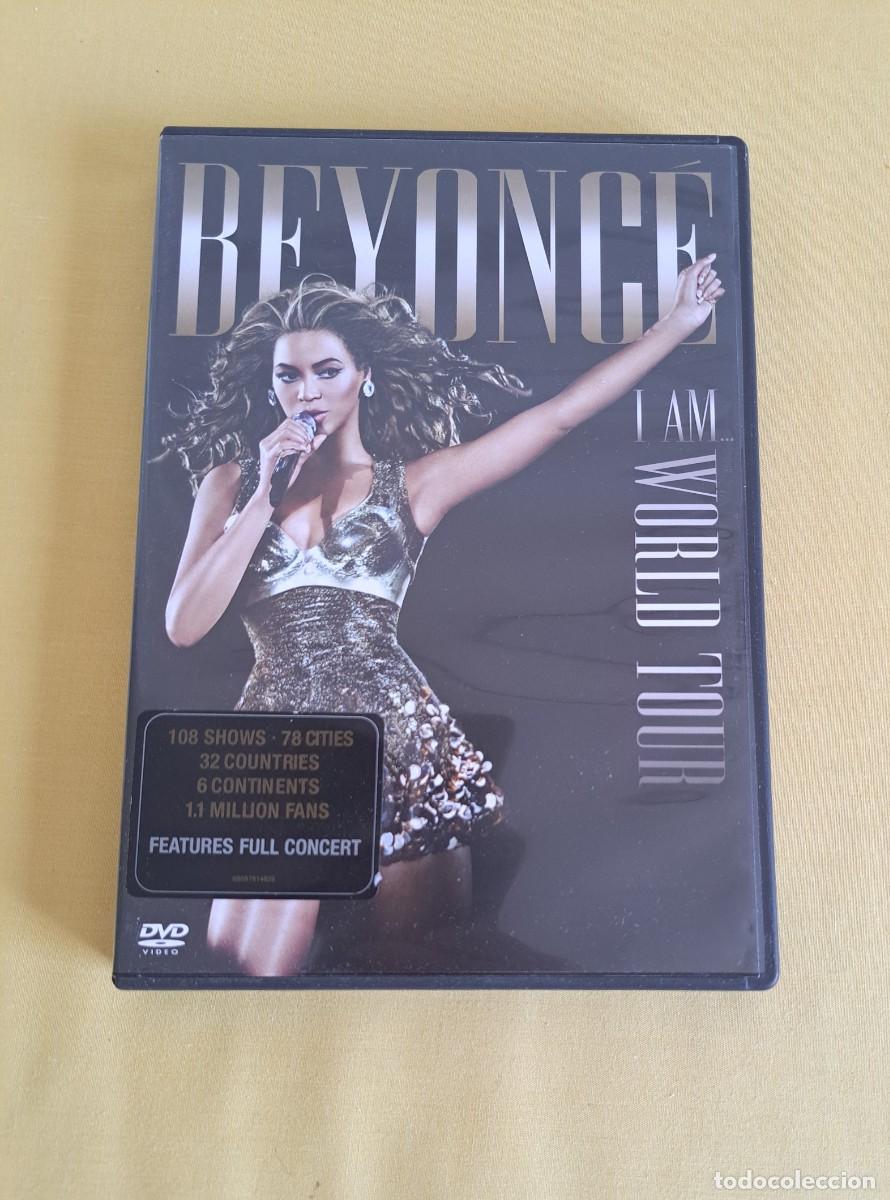 BEYONCÉ
I AM...
WORLD TOUR
108 SHOWS · 78 CITIES
32 COUNTRIES
6 CONTINENTS
1.1 MILLION FANS
FEATURES FULL CONCERT
DVD
VIDEO
todocoleccion